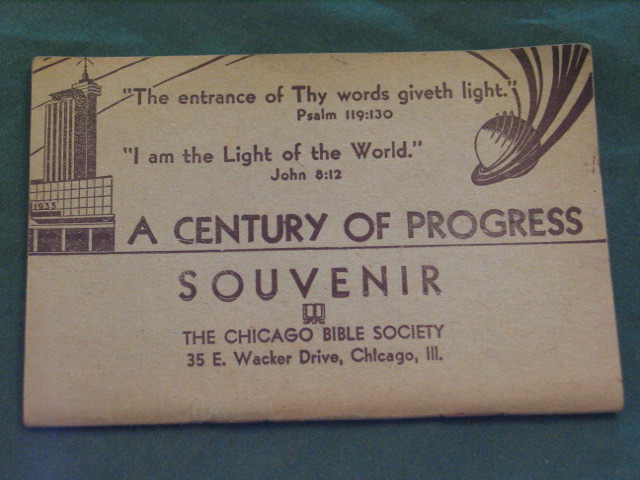 "The entrance of Thy words giveth light."
Psalm 119:130
"I am the Light of the World."
John 8:12
1933
A CENTURY OF PROGRESS
SOUVENIR
THE CHICAGO BIBLE SOCIETY
35 E. Wacker Drive, Chicago, Ill.